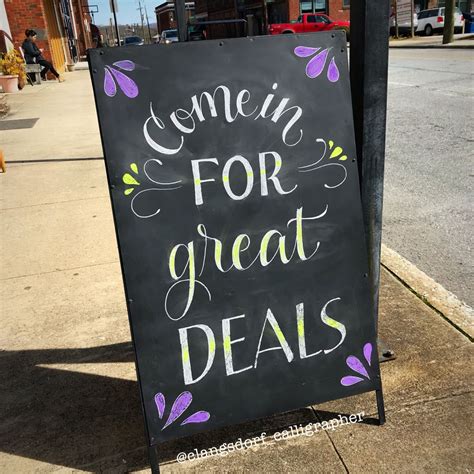 Come in
FOR
great
DEALS
@elangsdorf_calligrapher